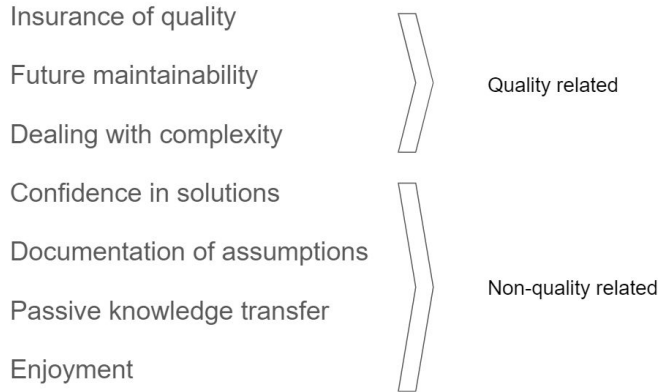 Insurance of quality
Future maintainability
Dealing with complexity
Quality related
Confidence in solutions
Documentation of assumptions
Passive knowledge transfer
Enjoyment
Non-quality related